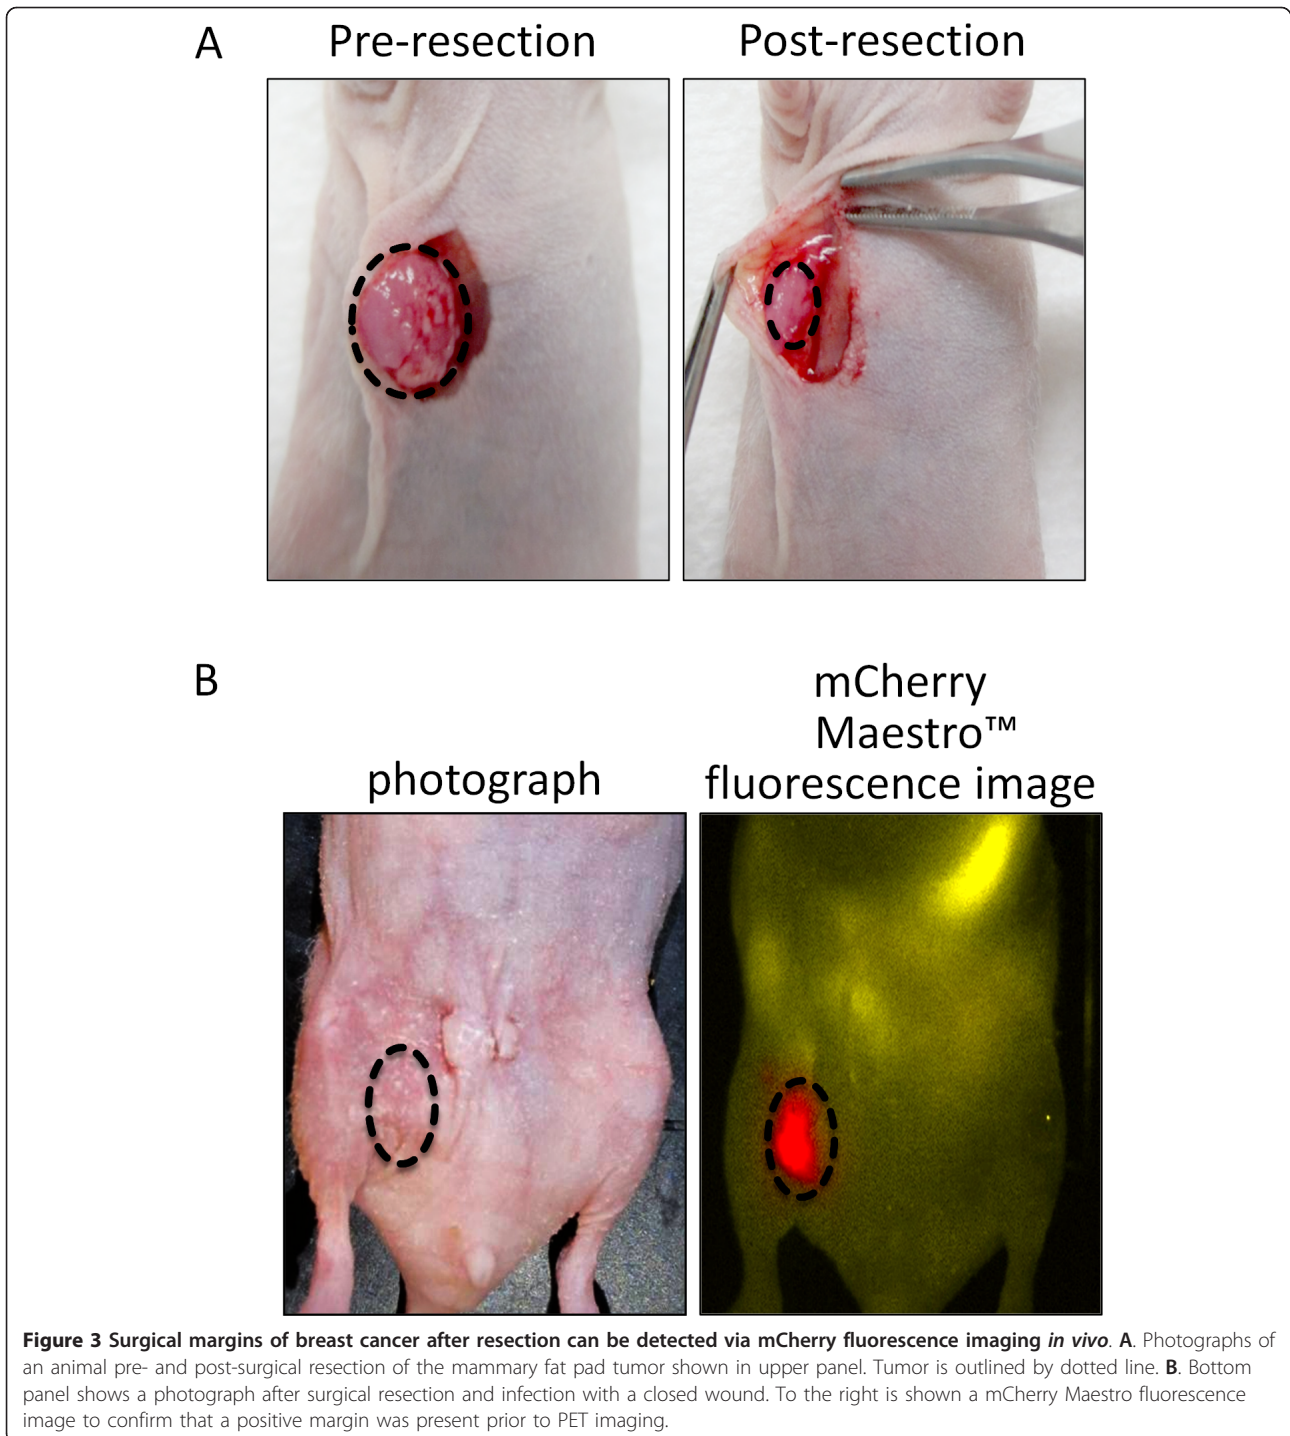 A
Pre-resection
Post-resection
B
photograph
mCherry
Maestro™
fluorescence image
Figure 3 Surgical margins of breast cancer after resection can be detected via mCherry fluorescence imaging in vivo. A. Photographs of
an animal pre- and post-surgical resection of the mammary fat pad tumor shown in upper panel. Tumor is outlined by dotted line. B. Bottom
panel shows a photograph after surgical resection and infection with a closed wound. To the right is shown a mCherry Maestro fluorescence
image to confirm that a positive margin was present prior to PET imaging.